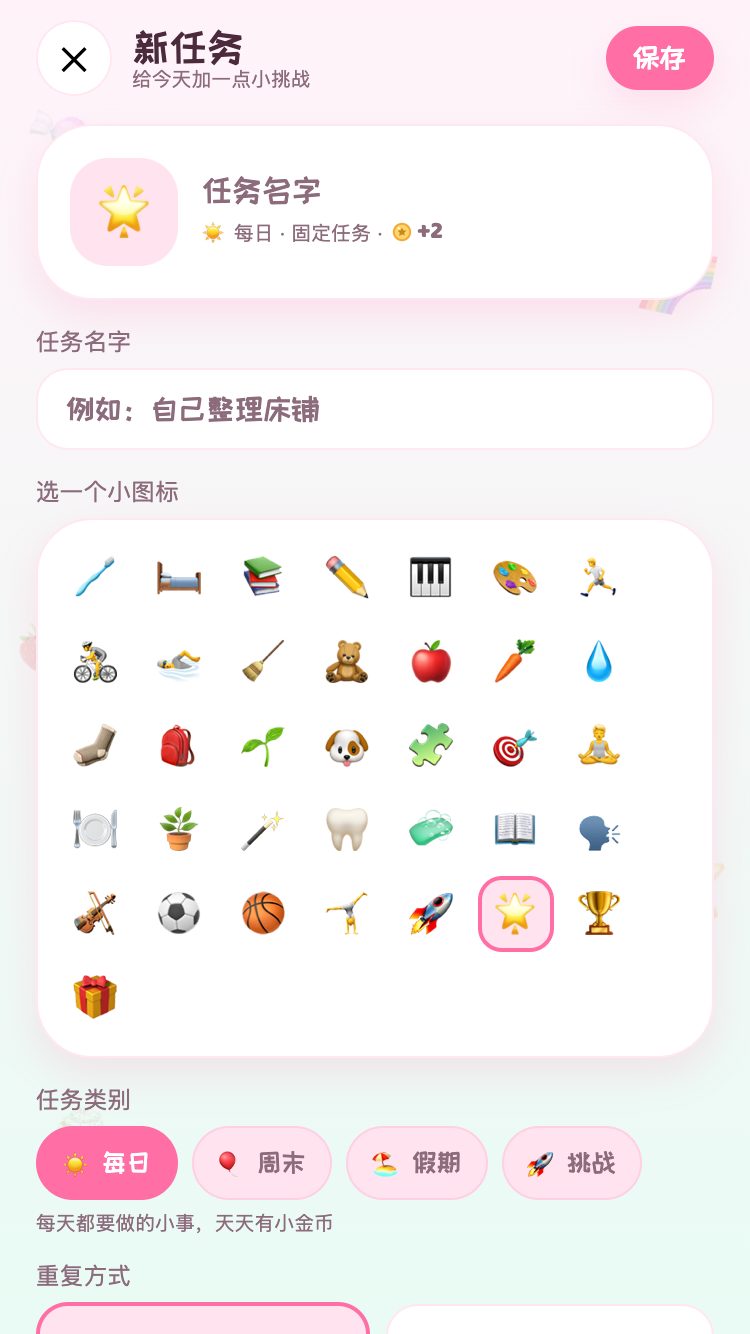 新任务
给今天加一点小挑战
保存
任务名字
每日 · 固定任务 · +2
任务名字
例如：自己整理床铺
选一个小图标
任务类别
每日
周末
假期
挑战
每天都要做的小事，天天有小金币
重复方式